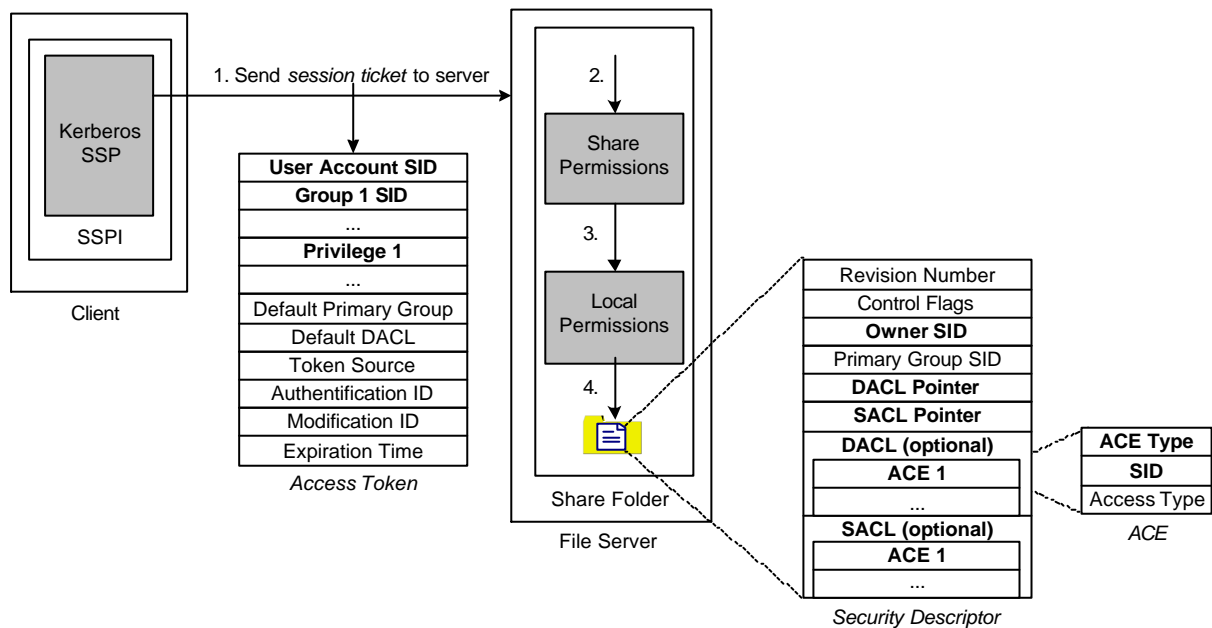 1. Send session ticket to server
Kerberos
SSP
SSPI
Client
User Account SID
Group 1 SID
...
Privilege 1
...
Default Primary Group
Default DACL
Token Source
Authentification ID
Modification ID
Expiration Time
Access Token
2.
Share
Permissions
3.
Local
Permissions
4.
Share Folder
File Server
Revision Number
Control Flags
Owner SID
Primary Group SID
DACL Pointer
SACL Pointer
DACL (optional)
ACE 1
...
SACL (optional)
ACE 1
...
Security Descriptor
ACE Type
SID
Access Type
ACE